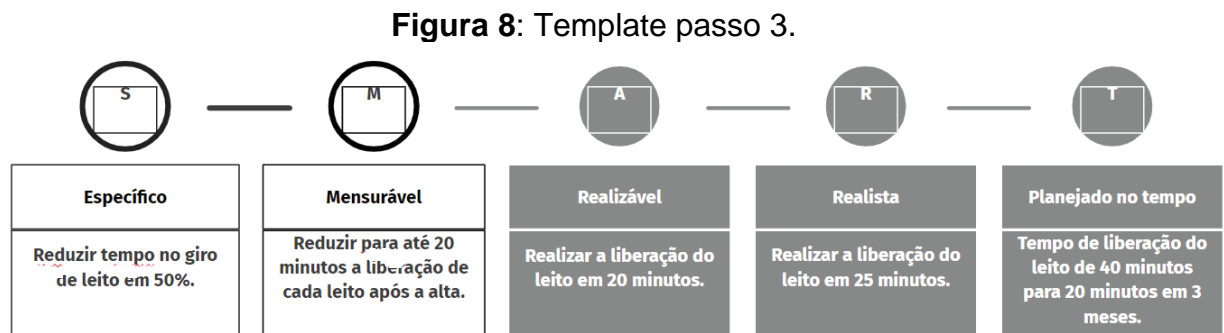 Figura 8: Template passo 3.
S
M
A
R
T
Específico
Mensurável
Realizável
Realista
Planejado no tempo
Reduzir tempo no giro
de leito em 50%.
Reduzir para até 20
minutos a liberação de
cada leito após a alta.
Realizar a liberação do
leito em 20 minutos.
Realizar a liberação do
leito em 25 minutos.
Tempo de liberação do
leito de 40 minutos
para 20 minutos em 3
meses.